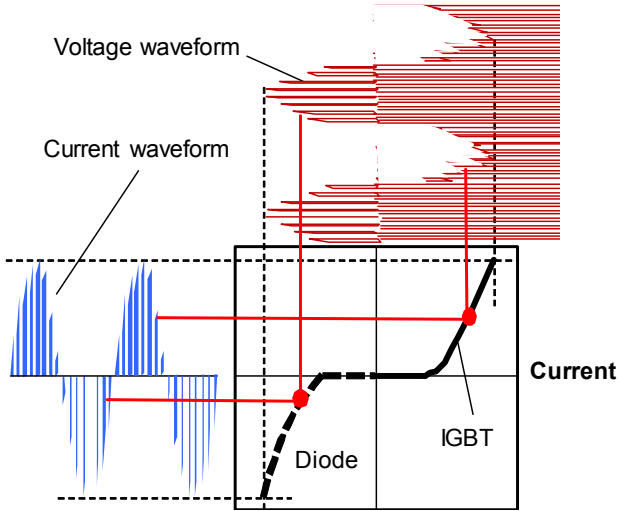 Voltage waveform
Current waveform
Current
IGBT
Diode